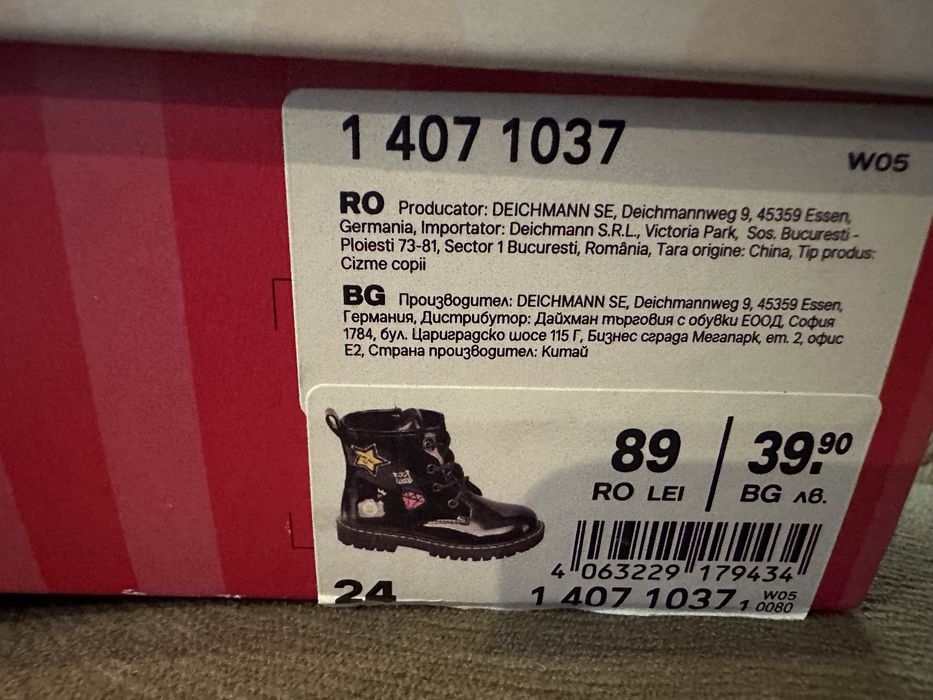 1 407 1037
W05
RO Producator: DEICHMANN SE, Deichmannweg 9, 45359 Essen,
Germania, Importator: Deichmann S.R.L., Victoria Park, Sos. Bucuresti -
Ploiesti 73-81, Sector 1 Bucuresti, România, Tara origine: China, Tip produs:
Cizme copii
BG Производител: DEICHMANN SE, Deichmannweg 9, 45359 Essen,
Германия, Дистрибутор: Дайхман търговия с обувки ЕООД, София
1784, бул. Цариградско шосе 115 Г, Бизнес сграда Мегапарк, ет. 2, офис
Е2, Страна производител: Китай
89
RO LEI
39.90
BG лв.
4 063229 179434
24
1 407 1037 1
W05
0080